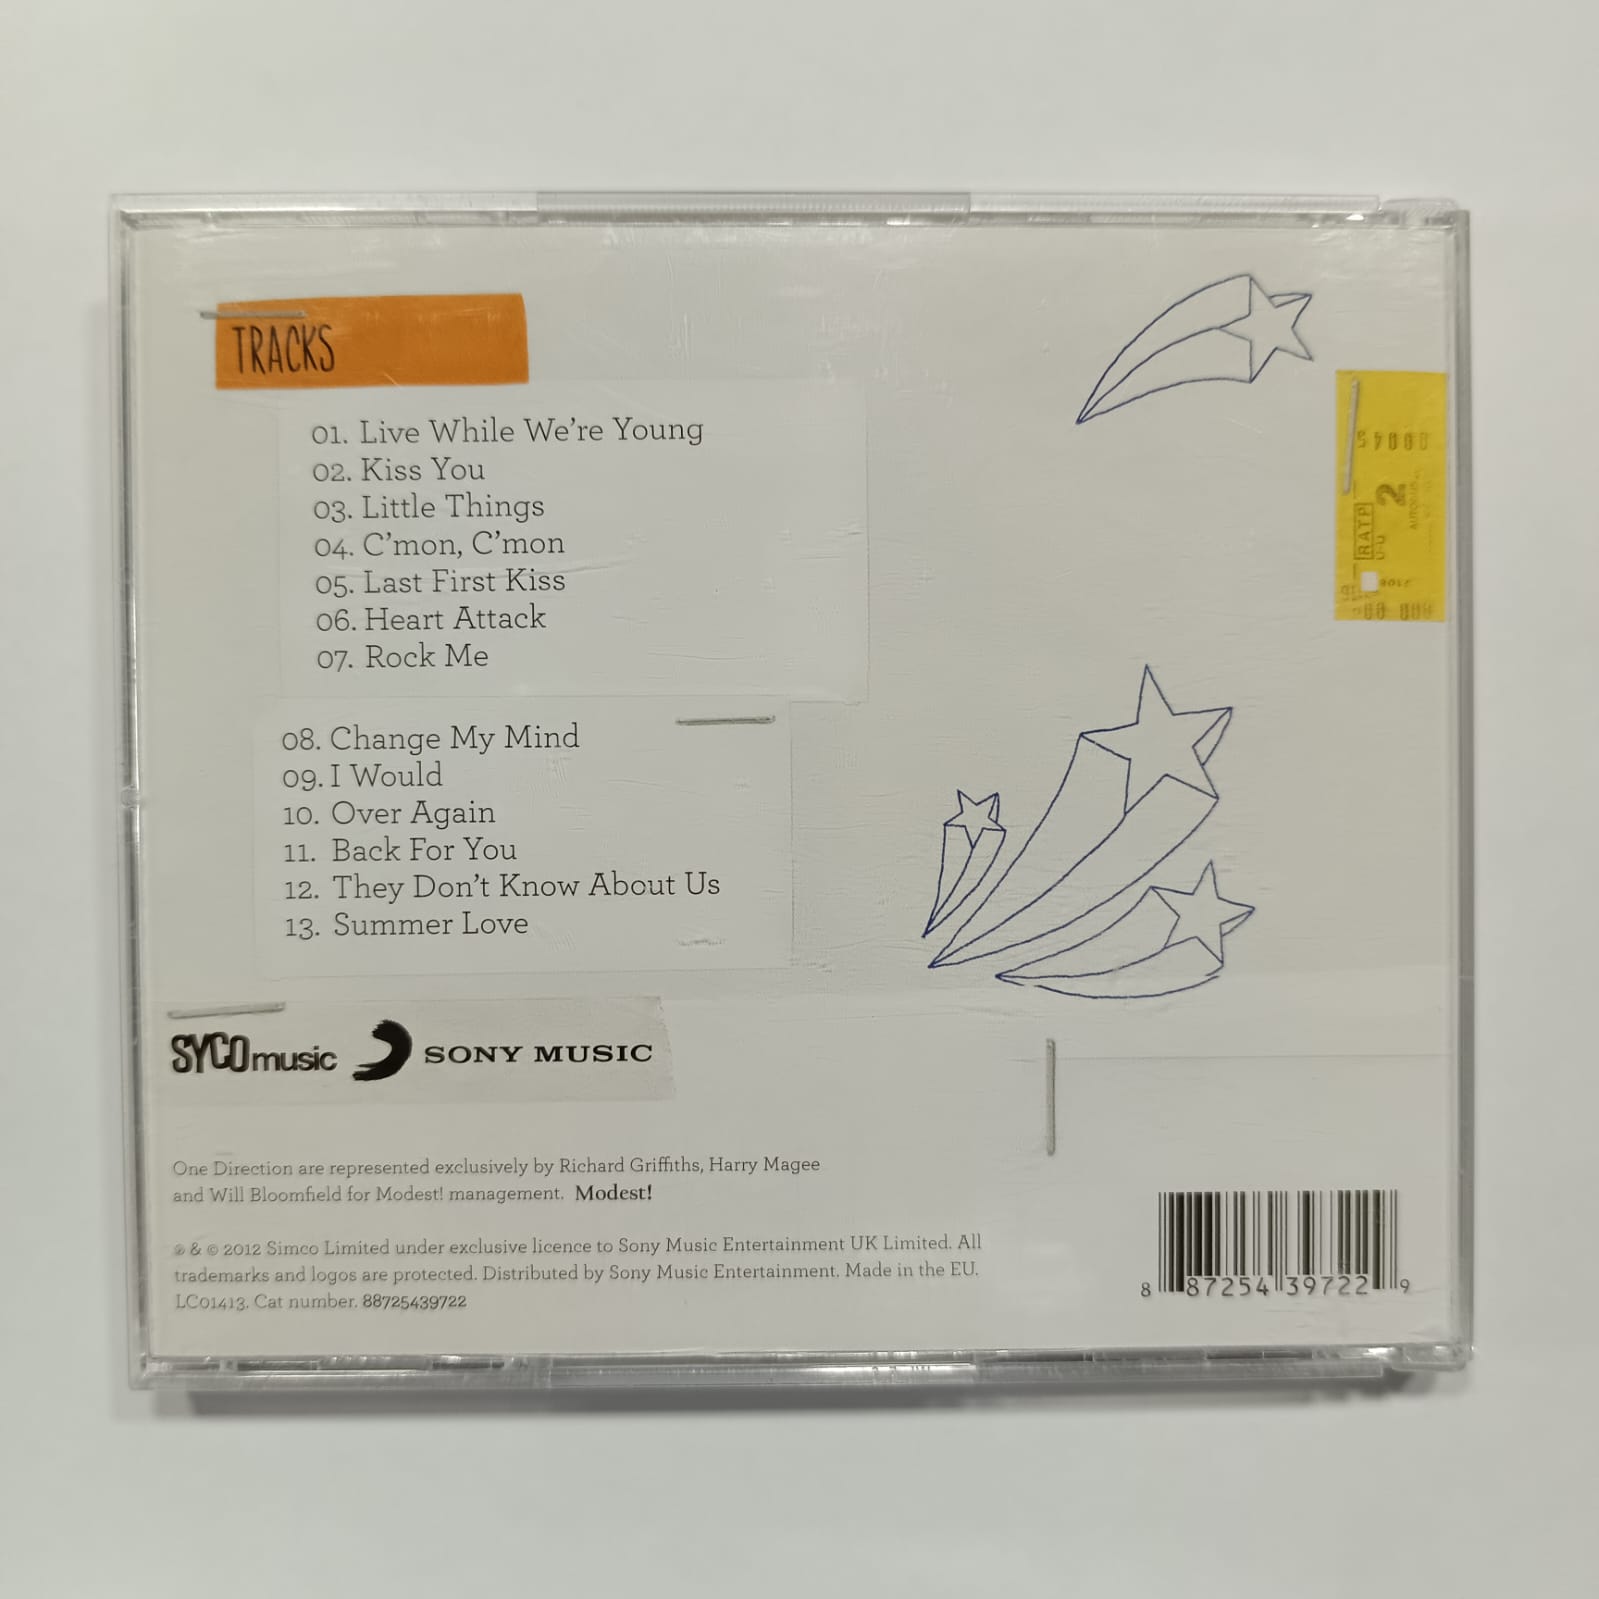 TRACKS
01. Live While We're Young
02. Kiss You
03. Little Things
04. C'mon, C'mon
05. Last First Kiss
06. Heart Attack
07. Rock Me
08. Change My Mind
09. I Would
10. Over Again
11. Back For You
12. They Don't Know About Us
13. Summer Love
SYCOmusic SONY MUSIC
One Direction are represented exclusively by Richard Griffiths, Harry Magee
and Will Bloomfield for Modest! management. Modest!
℗ & © 2012 Simco Limited under exclusive licence to Sony Music Entertainment UK Limited. All
trademarks and logos are protected. Distributed by Sony Music Entertainment. Made in the EU.
LC01413. Cat number. 88725439722
RATP
2
8 87254 39722 9